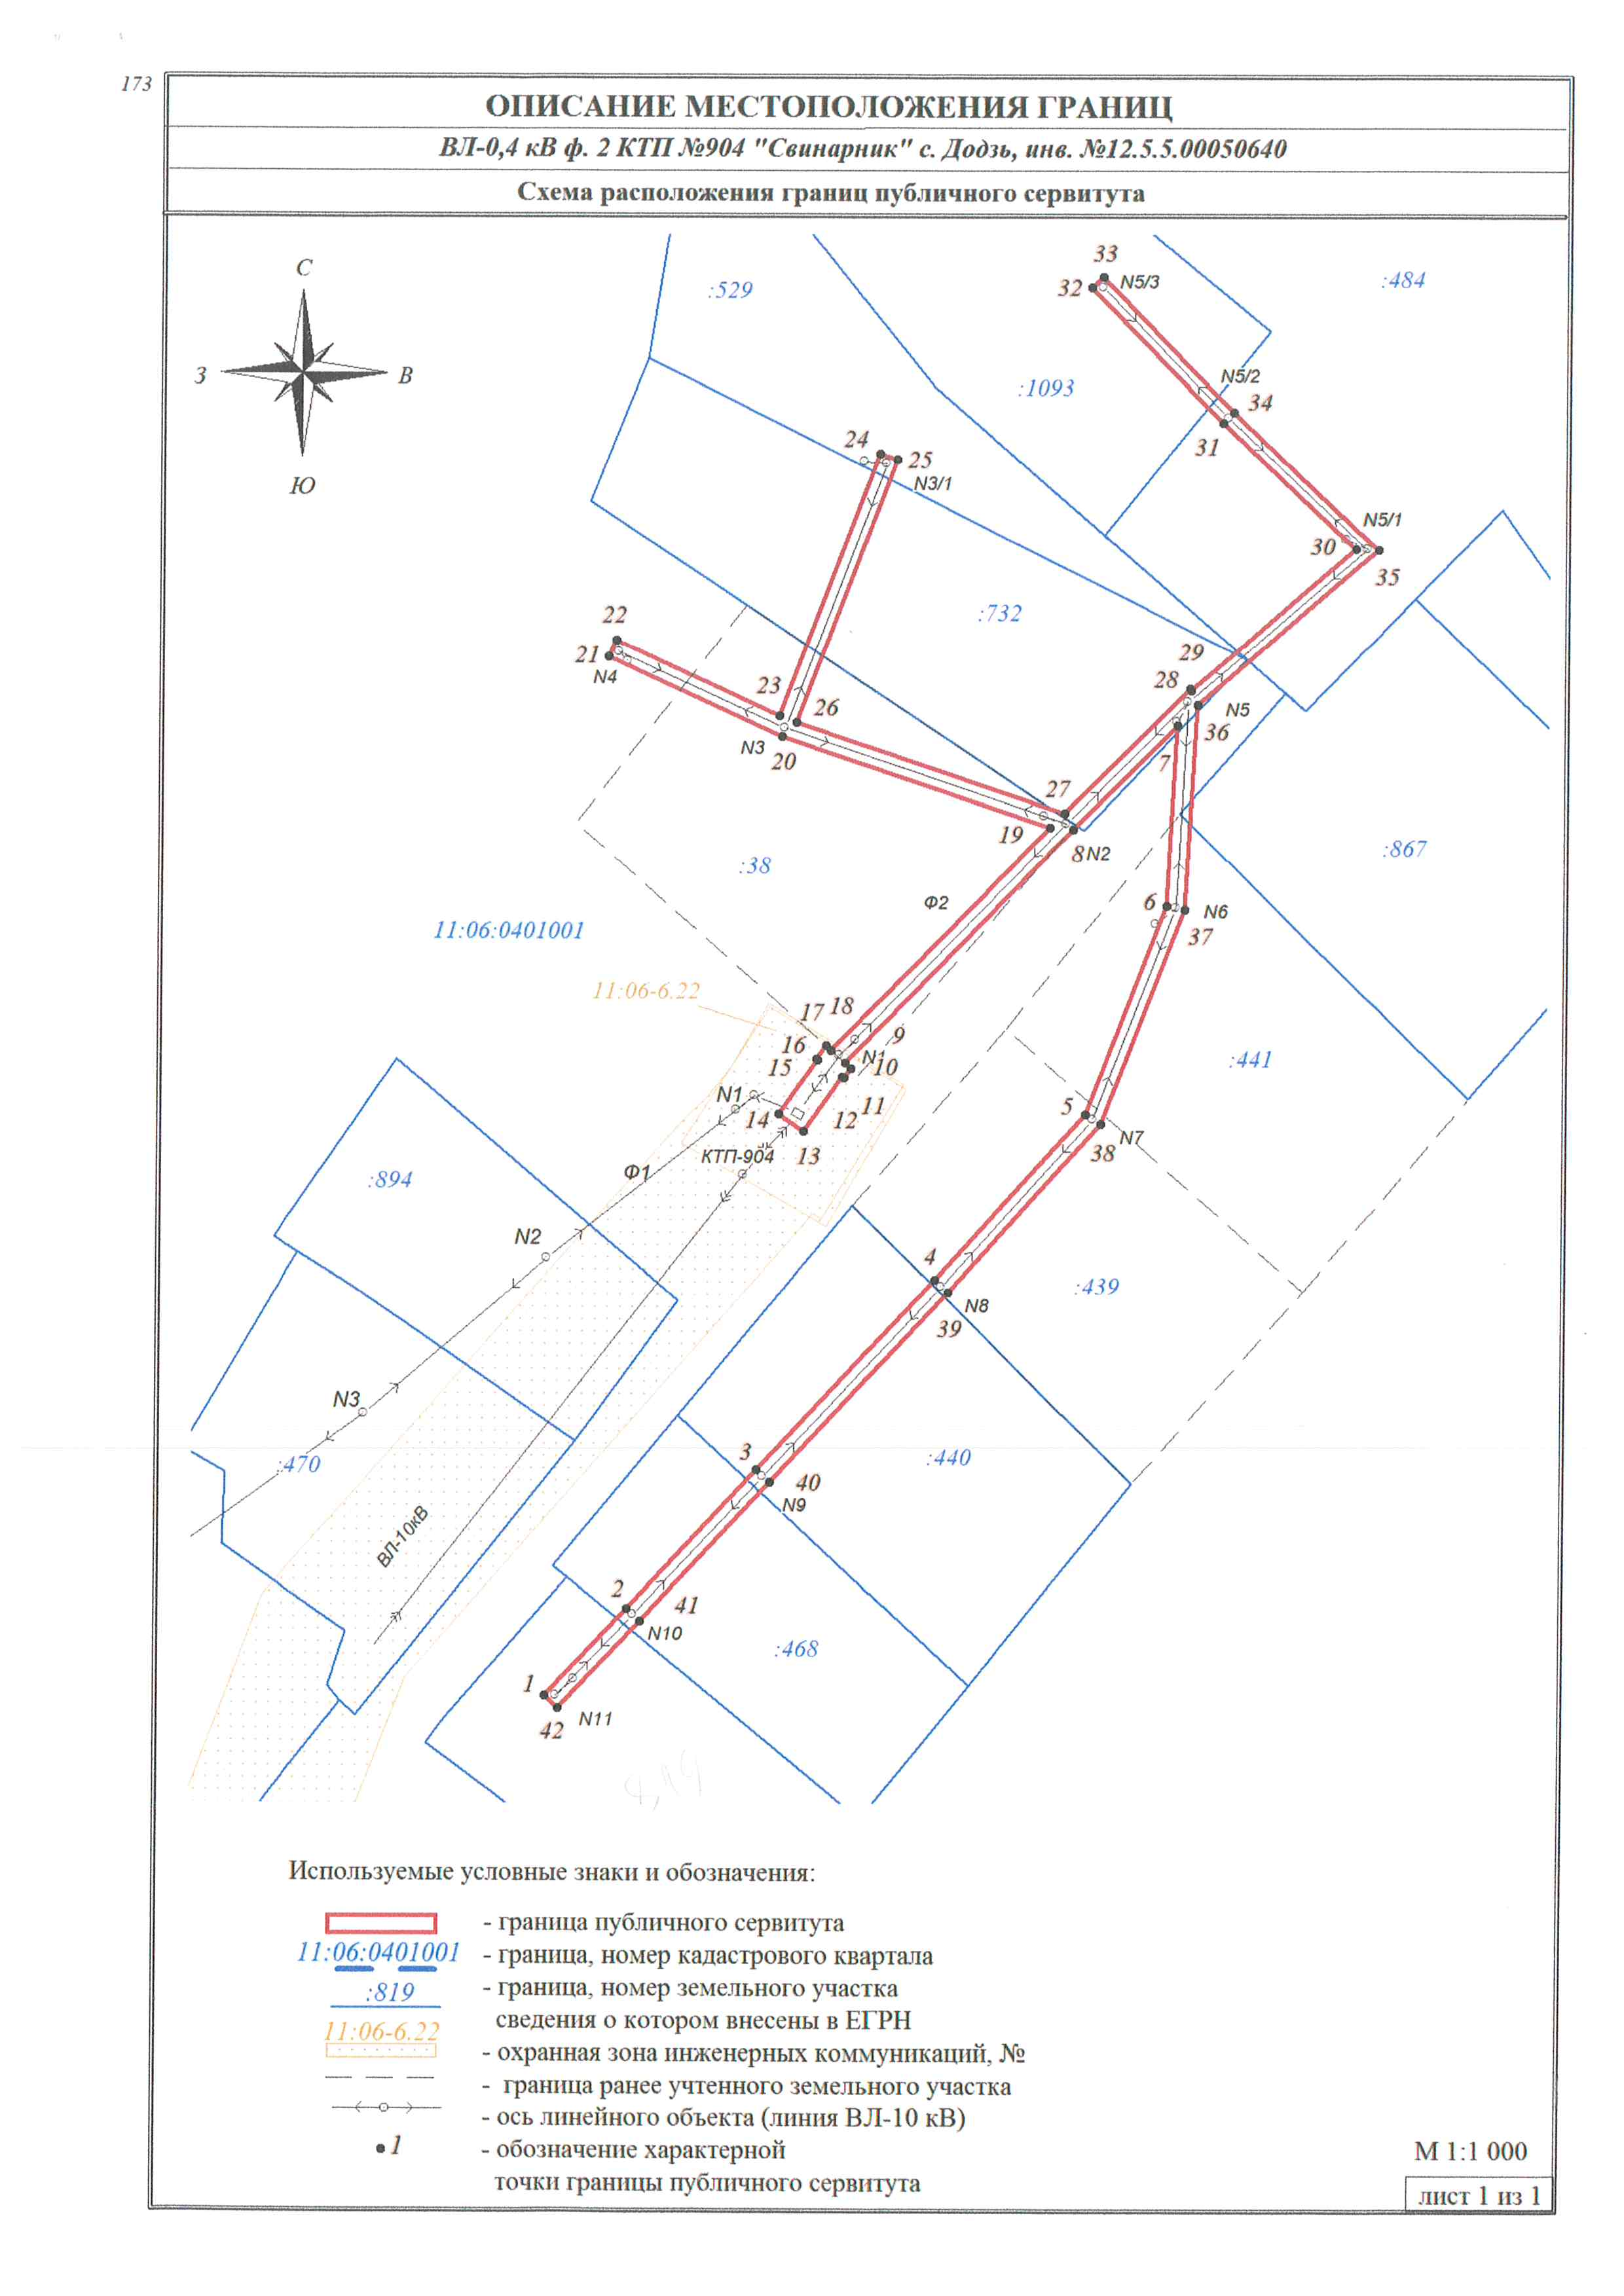 173
ОПИСАНИЕ МЕСТОПОЛОЖЕНИЯ ГРАНИЦ
ВЛ-0,4 кВ ф. 2 КТП №904 "Свинарник" с. Додзь, инв. №12.5.5.00050640
Схема расположения границ публичного сервитута
С
З
В
Ю
:529
33
32
N5/3
:484
:1093
N5/2
34
31
24
25
N3/1
N5/1
30
35
:732
22
21
N4
29
28
23
26
N5
36
N3
20
7
27
19
8
N2
:38
:867
Ф2
6
N6
37
11:06:0401001
11:06-6.22
17
18
9
16
N1
10
15
:441
N1
14
12
11
5
N7
38
КТП-904
13
Ф1
:894
N2
4
:439
N8
39
N3
:470
3
40
N9
:440
ВЛ-10кВ
2
41
N10
:468
1
42
N11
Используемые условные знаки и обозначения:
- граница публичного сервитута
11:06:0401001 - граница, номер кадастрового квартала
:819 - граница, номер земельного участка
сведения о котором внесены в ЕГРН
11:06-6.22
- охранная зона инженерных коммуникаций, №
- граница ранее учтенного земельного участка
- ось линейного объекта (линия ВЛ-10 кВ)
1 - обозначение характерной
точки границы публичного сервитута
М 1:1 000
лист 1 из 1